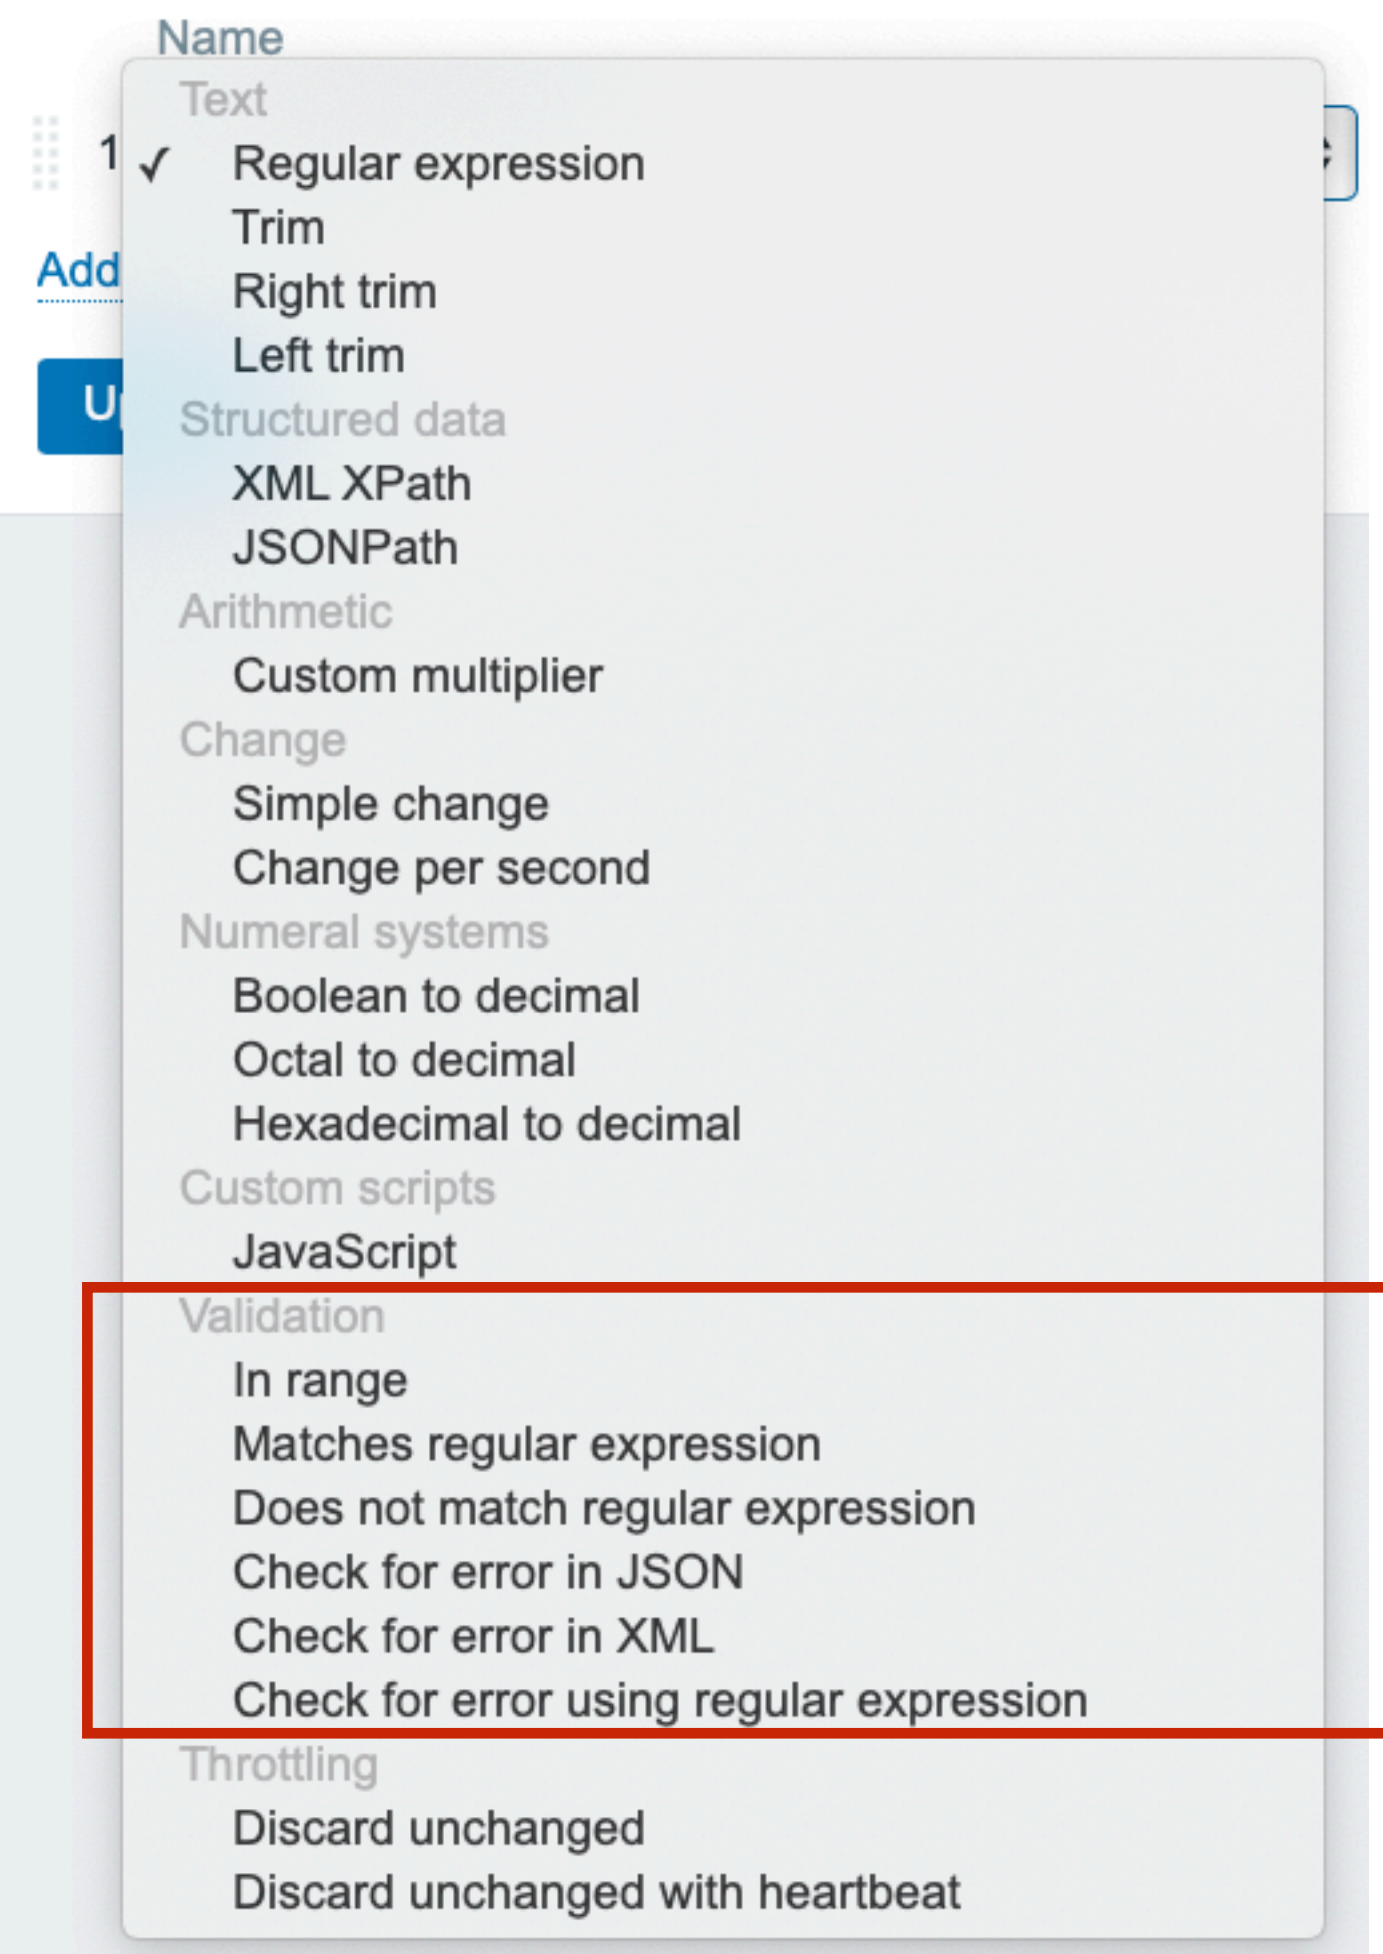 Name
Text
1 ✓ Regular expression
Trim
Add
Right trim
Left trim
Structured data
XML XPath
JSONPath
Arithmetic
Custom multiplier
Change
Simple change
Change per second
Numeral systems
Boolean to decimal
Octal to decimal
Hexadecimal to decimal
Custom scripts
JavaScript
Validation
In range
Matches regular expression
Does not match regular expression
Check for error in JSON
Check for error in XML
Check for error using regular expression
Throttling
Discard unchanged
Discard unchanged with heartbeat